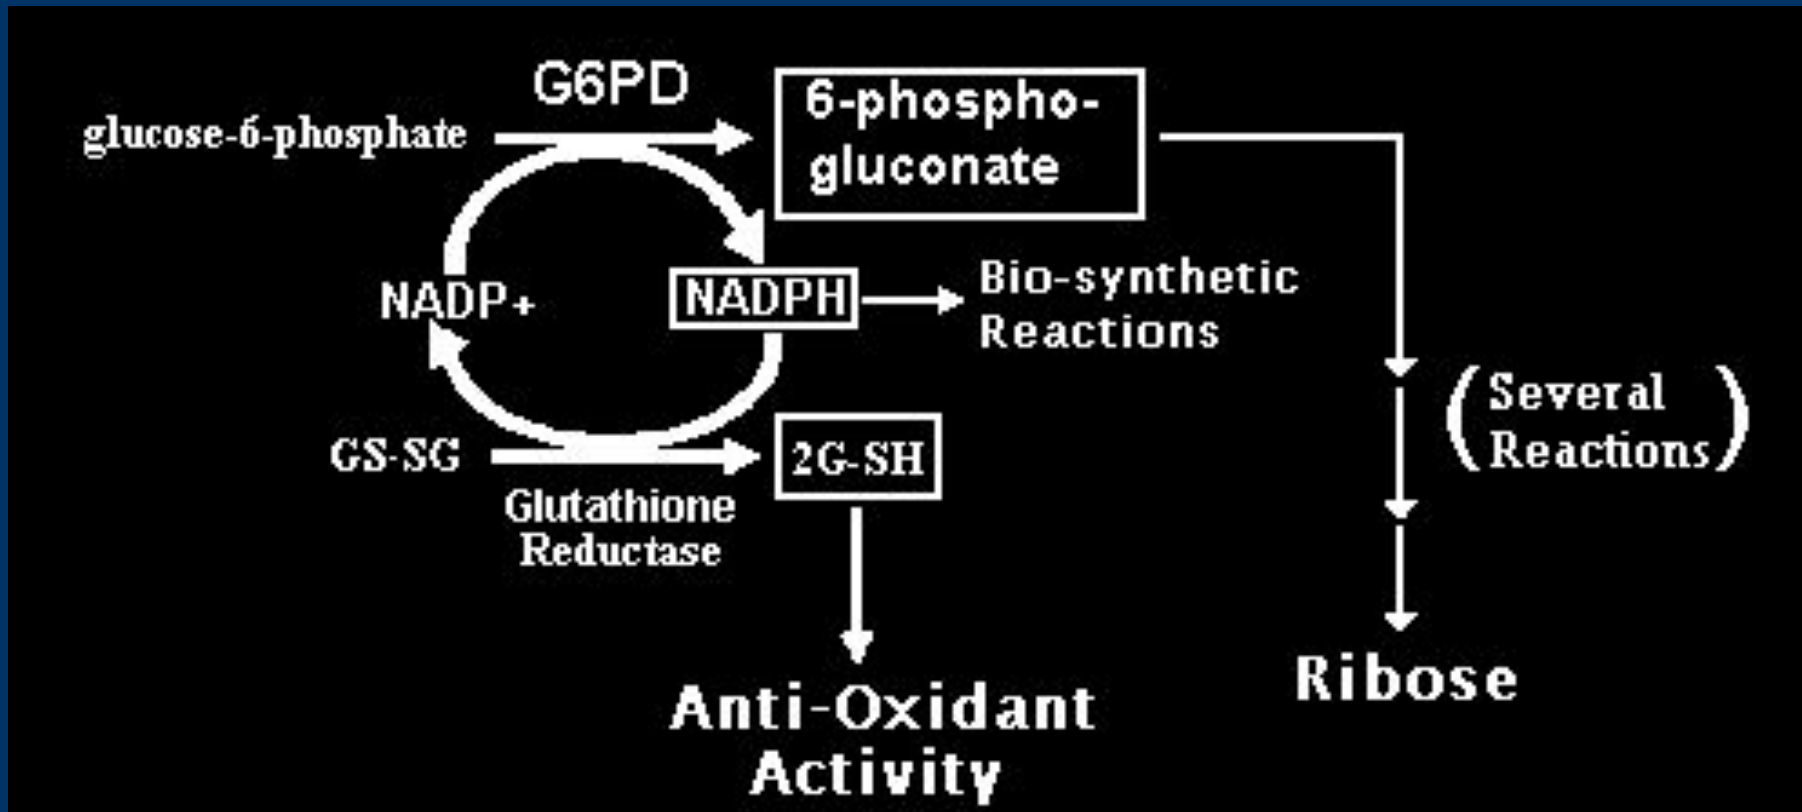 G6PD
glucose-6-phosphate
6-phospho-
gluconate
NADP+
NADPH
Bio-synthetic
Reactions
(Several
Reactions)
GS-SG
2G-SH
Glutathione
Reductase
Ribose
Anti-Oxidant
Activity